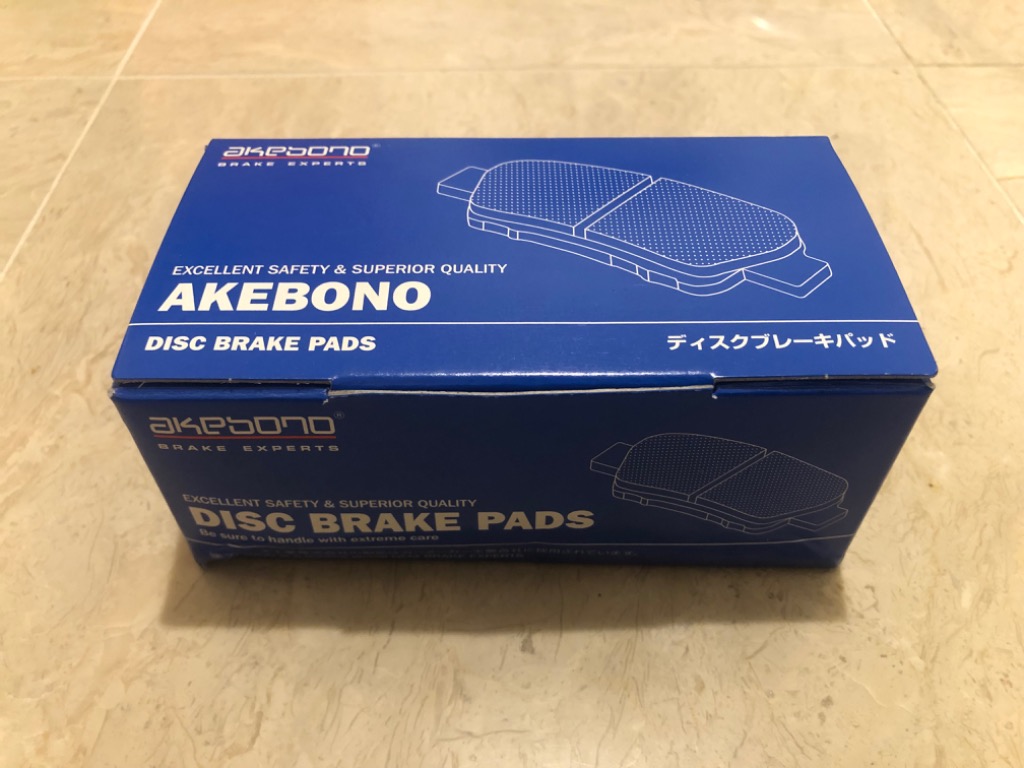 akebono®
BRAKE EXPERTS
EXCELLENT SAFETY & SUPERIOR QUALITY
AKEBONO
DISC BRAKE PADS
ディスクブレーキパッド
akebono®
BRAKE EXPERTS
EXCELLENT SAFETY & SUPERIOR QUALITY
DISC BRAKE PADS
Be sure to handle with extreme care